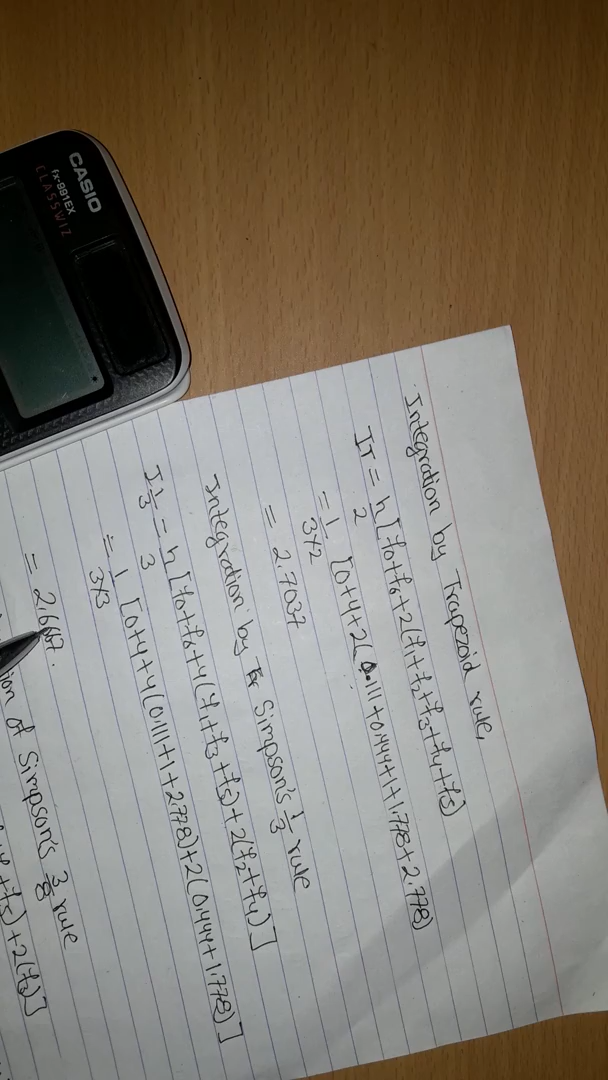 CASIO
fx-991EX
CLASSWIZ
Integration by Trapezoid rule,
IT = h/2 [f0+f6+2(f1+f2+f3+f4+f5)
= 1/3×2 [0+4+2(0.111+0.444+1+1.778+2.778)
= 2.7037
Integration by Simpson's 1/3 rule
I1/3 = h/3 [f0+f6+4(f1+f3+f5)+2(f2+f4)]
= 1/3×3 [0+4+4(0.111+1+2.778)+2(0.444+1.778)]
= 2.6667.
ion of Simpson's 3/8 rule
+f5)+2(f3)]